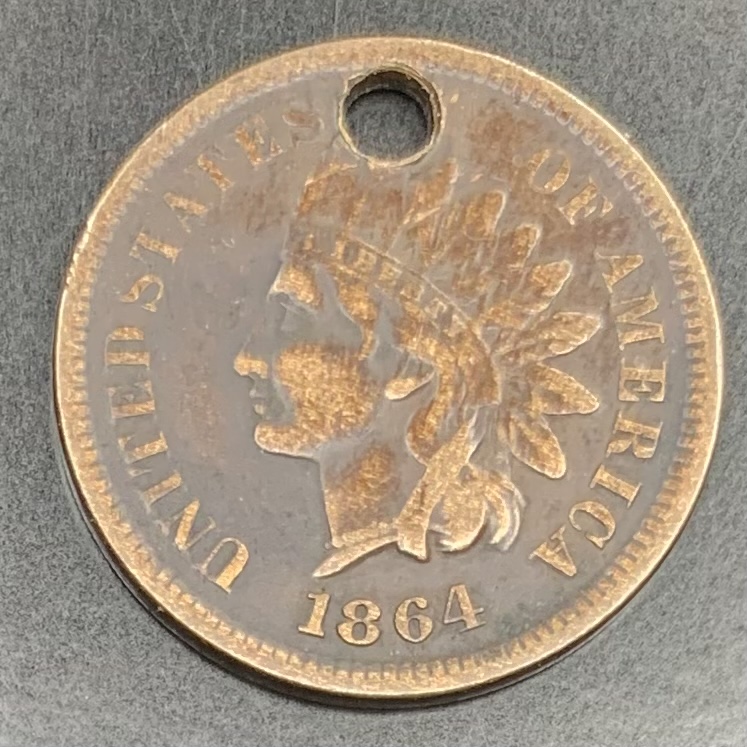 UNITED STATES OF AMERICA
LIBERTY
1864